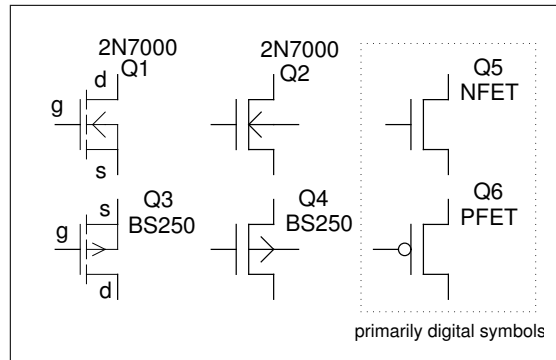 2N7000
Q1
d
g
s
2N7000
Q2
Q5
NFET
s
Q3
BS250
g
d
Q4
BS250
Q6
PFET
primarily digital symbols